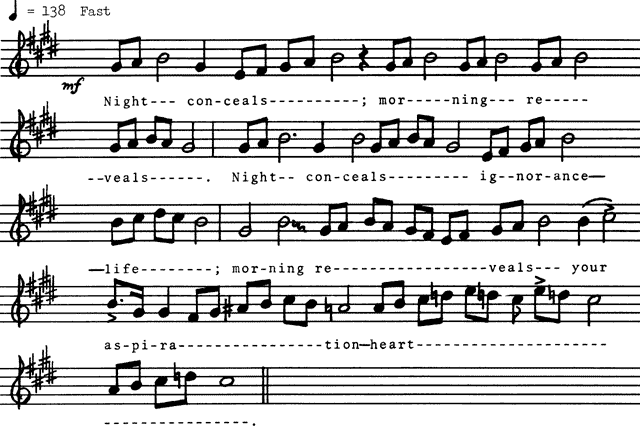 ♩ = 138 Fast
mf
Night--- con-ceals----------; mor-----ning--- re-----
--veals------. Night-- con-ceals--------- ig--nor-ance—
—life--------; mor-ning re-----------------veals--- your
as-pi-ra----------------tion—heart---------------------
----------------.